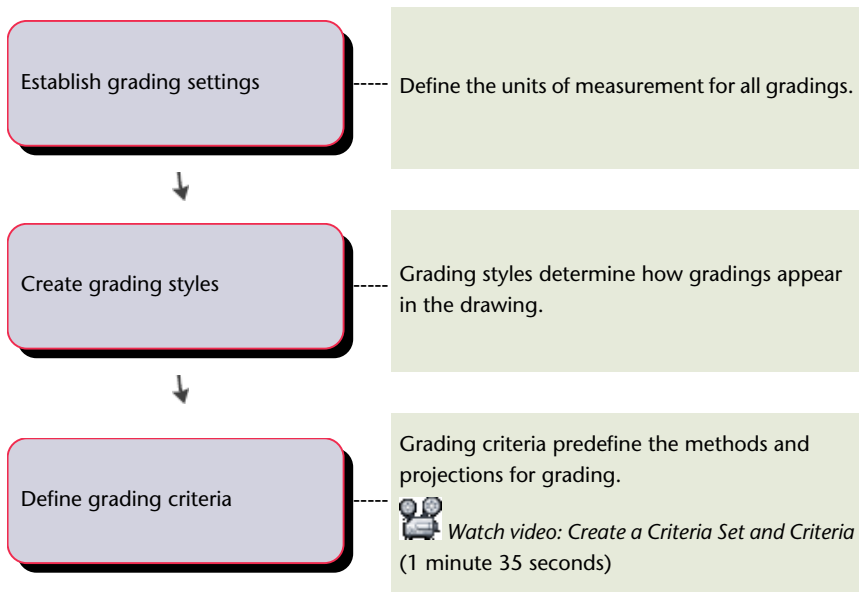 Establish grading settings
Define the units of measurement for all gradings.
Create grading styles
Grading styles determine how gradings appear
in the drawing.
Define grading criteria
Grading criteria predefine the methods and
projections for grading.
Watch video: Create a Criteria Set and Criteria
(1 minute 35 seconds)